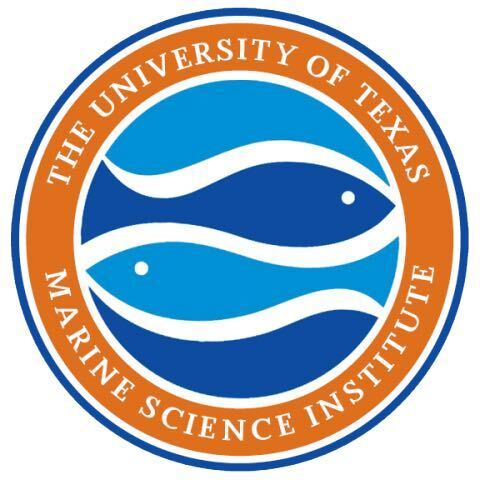 THE UNIVERSITY OF TEXAS
MARINE SCIENCE INSTITUTE